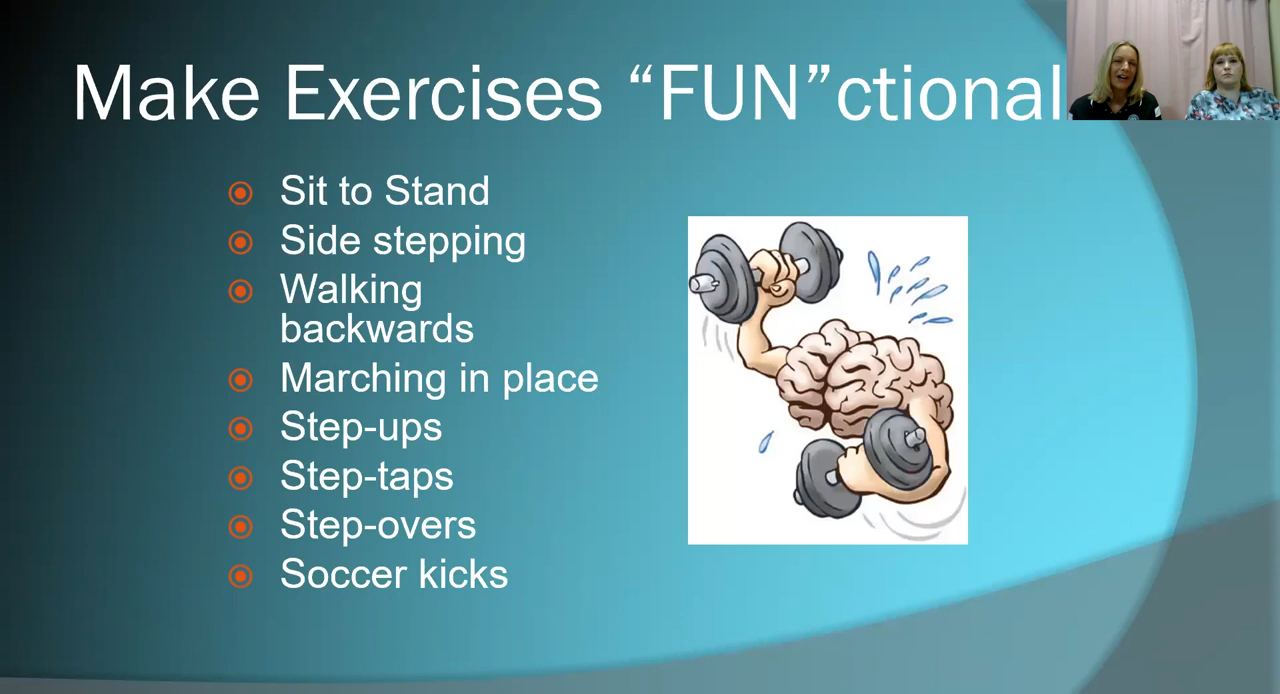 Make Exercises “FUN”ctional
Sit to Stand
Side stepping
Walking
backwards
Marching in place
Step-ups
Step-taps
Step-overs
Soccer kicks